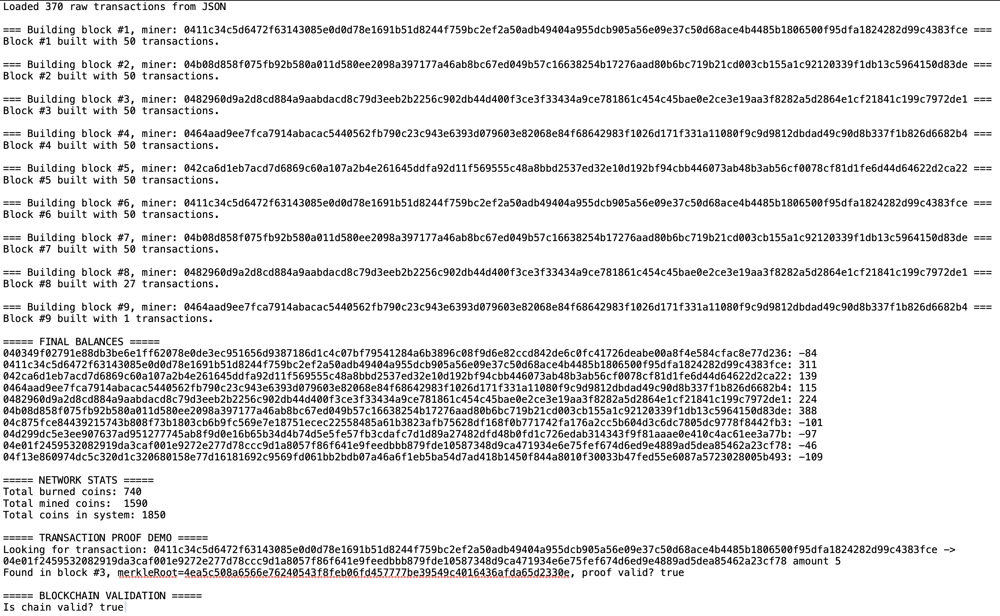 Loaded 370 raw transactions from JSON
=== Building block #1, miner: 0411c34c5d6472f63143085e0d0d78e1691b51d8244f759bc2ef2a50adb49404a955dcb905a56e09e37c50d68ace4b4485b1806500f95dfa1824282d99c4383fce ===
Block #1 built with 50 transactions.
=== Building block #2, miner: 04b08d858f075fb92b580a011d580ee2098a397177a46ab8bc67ed049b57c16638254b17276aad80b6bc719b21cd003cb155a1c92120339f1db13c5964150d83de ===
Block #2 built with 50 transactions.
=== Building block #3, miner: 0482960d9a2d8cd884a9aabdacd8c79d3eeb2b2256c902db44d400f3ce3f33434a9ce781861c454c45bae0e2ce3e19aa3f8282a5d2864e1cf21841c199c7972de1 ===
Block #3 built with 50 transactions.
=== Building block #4, miner: 0464aad9ee7fca7914abacac5440562fb790c23c943e6393d079603e82068e84f68642983f1026d171f331a11080f9c9d9812dbdad49c90d8b337f1b826d6682b4 ===
Block #4 built with 50 transactions.
=== Building block #5, miner: 042ca6d1eb7acd7d6869c60a107a2b4e261645ddfa92d11f569555c48a8bbd2537ed32e10d192bf94cbb446073ab48b3ab56cf0078cf81d1fe6d44d64622d2ca22 ===
Block #5 built with 50 transactions.
=== Building block #6, miner: 0411c34c5d6472f63143085e0d0d78e1691b51d8244f759bc2ef2a50adb49404a955dcb905a56e09e37c50d68ace4b4485b1806500f95dfa1824282d99c4383fce ===
Block #6 built with 50 transactions.
=== Building block #7, miner: 04b08d858f075fb92b580a011d580ee2098a397177a46ab8bc67ed049b57c16638254b17276aad80b6bc719b21cd003cb155a1c92120339f1db13c5964150d83de ===
Block #7 built with 50 transactions.
=== Building block #8, miner: 0482960d9a2d8cd884a9aabdacd8c79d3eeb2b2256c902db44d400f3ce3f33434a9ce781861c454c45bae0e2ce3e19aa3f8282a5d2864e1cf21841c199c7972de1 ===
Block #8 built with 27 transactions.
=== Building block #9, miner: 0464aad9ee7fca7914abacac5440562fb790c23c943e6393d079603e82068e84f68642983f1026d171f331a11080f9c9d9812dbdad49c90d8b337f1b826d6682b4 ===
Block #9 built with 1 transactions.
===== FINAL BALANCES =====
040349f02791e88db3be6e1ff62078e0de3ec951656d9387186d1c4c07bf79541284a6b3896c08f9d6e82ccd842de6c0fc41726deabe00a8f4e584cfac8e77d236: -84
0411c34c5d6472f63143085e0d0d78e1691b51d8244f759bc2ef2a50adb49404a955dcb905a56e09e37c50d68ace4b4485b1806500f95dfa1824282d99c4383fce: 311
042ca6d1eb7acd7d6869c60a107a2b4e261645ddfa92d11f569555c48a8bbd2537ed32e10d192bf94cbb446073ab48b3ab56cf0078cf81d1fe6d44d64622d2ca22: 139
0464aad9ee7fca7914abacac5440562fb790c23c943e6393d079603e82068e84f68642983f1026d171f331a11080f9c9d9812dbdad49c90d8b337f1b826d6682b4: 115
0482960d9a2d8cd884a9aabdacd8c79d3eeb2b2256c902db44d400f3ce3f33434a9ce781861c454c45bae0e2ce3e19aa3f8282a5d2864e1cf21841c199c7972de1: 224
04b08d858f075fb92b580a011d580ee2098a397177a46ab8bc67ed049b57c16638254b17276aad80b6bc719b21cd003cb155a1c92120339f1db13c5964150d83de: 388
04c875fce84439215743b808f73b1803cb6b9fc569e7e18751ecec22558485a61b3823afb75628df168f0b771742fa176a2cc5b604d3c6dc7805dc9778f8442fb3: -101
04d299dc5e3ee907637ad951277745ab8f9d0e16b65b34d4b74d5e5fe57fb3cdafc7d1d89a27482dfd48b0fd1c726edab314343f9f81aaae0e410c4ac61ee3a77b: -97
04e01f2459532082919da3caf001e9272e277d78ccc9d1a8057f86f641e9feedbbb879fde10587348d9ca471934e6e75fef674d6ed9e4889ad5dea85462a23cf78: -46
04f13e860974dc5c320d1c320680158e77d16181692c9569fd061bb2bdb07a46a6f1eb5ba54d7ad418b1450f844a8010f30033b47fed55e6087a5723028005b493: -109
===== NETWORK STATS =====
Total burned coins: 740
Total mined coins:  1590
Total coins in system: 1850
===== TRANSACTION PROOF DEMO =====
Looking for transaction: 0411c34c5d6472f63143085e0d0d78e1691b51d8244f759bc2ef2a50adb49404a955dcb905a56e09e37c50d68ace4b4485b1806500f95dfa1824282d99c4383fce ->
04e01f2459532082919da3caf001e9272e277d78ccc9d1a8057f86f641e9feedbbb879fde10587348d9ca471934e6e75fef674d6ed9e4889ad5dea85462a23cf78 amount 5
Found in block #3, merkleRoot=4ea5c508a6566e76240543f8feb06fd457777be39549c4016436afda65d2330e, proof valid? true
===== BLOCKCHAIN VALIDATION =====
Is chain valid? true